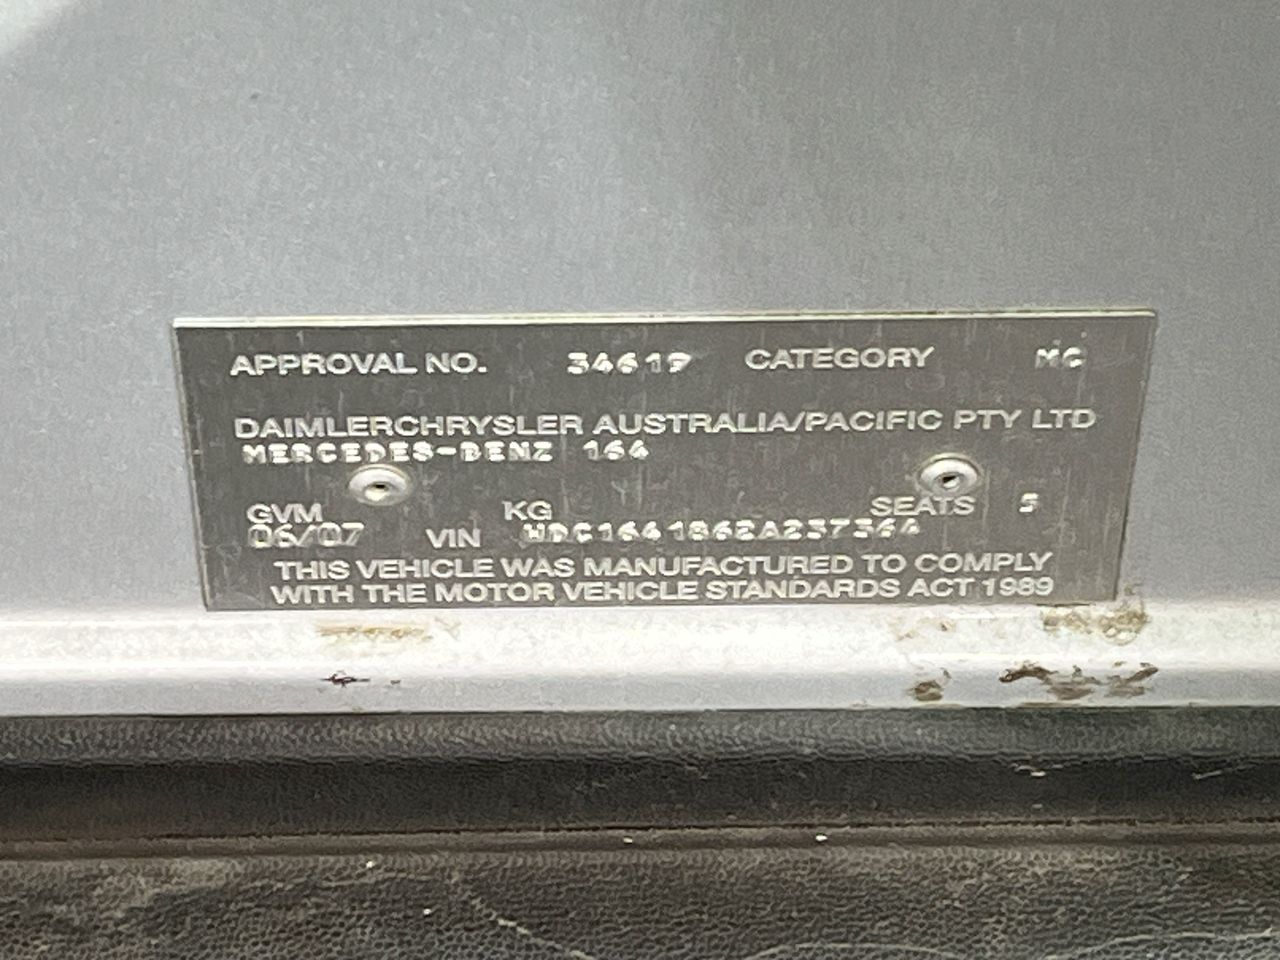 APPROVAL NO. 34619 CATEGORY MC
DAIMLERCHRYSLER AUSTRALIA/PACIFIC PTY LTD
MERCEDES-BENZ 164
GVM KG SEATS 5
06/07 VIN WDC1641862A237364
THIS VEHICLE WAS MANUFACTURED TO COMPLY
WITH THE MOTOR VEHICLE STANDARDS ACT 1989